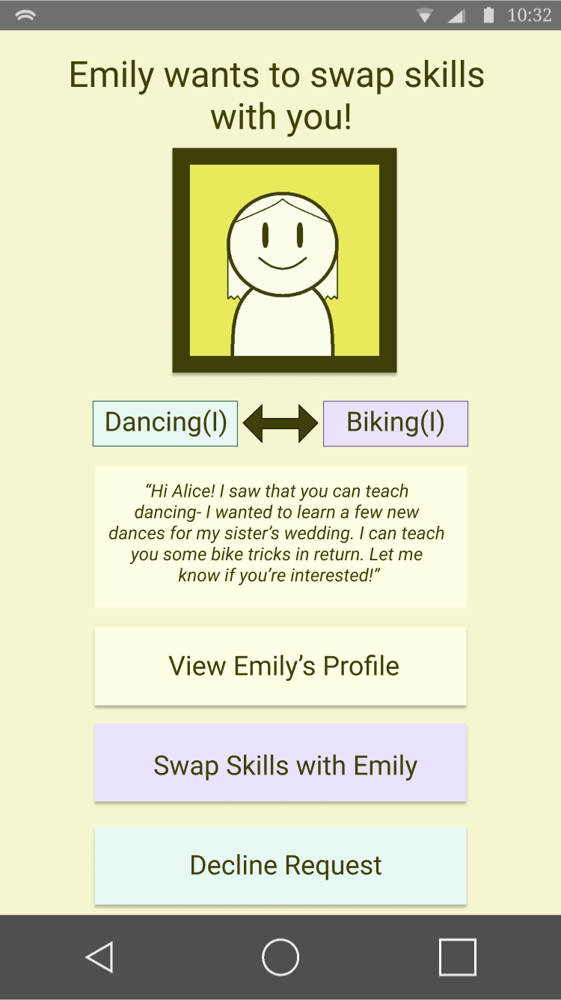 10:32
Emily wants to swap skills
with you!
Dancing(I)
Biking(I)
“Hi Alice! I saw that you can teach
dancing- I wanted to learn a few new
dances for my sister’s wedding. I can teach
you some bike tricks in return. Let me
know if you’re interested!”
View Emily’s Profile
Swap Skills with Emily
Decline Request